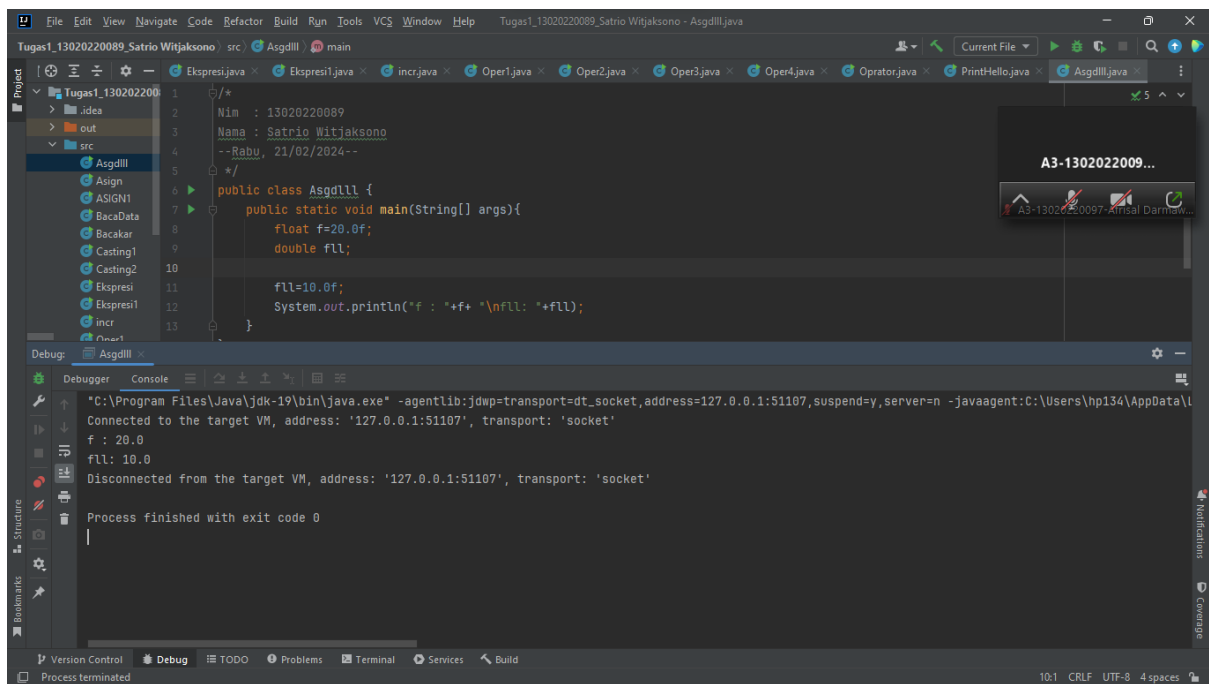 File Edit View Navigate Code Refactor Build Run Tools VCS Window Help Tugas1_13020220089_Satrio Witjaksono - Asgdlll.java
Tugas1_13020220089_Satrio Witjaksono src Asgdlll main Current File
Project Ekspresi.java Ekspresi1.java incr.java Oper1.java Oper2.java Oper3.java Oper4.java Oprator.java PrintHello.java Asgdlll.java
Tugas1_130202200
.idea
out
src
Asgdlll
Asign
ASIGN1
BacaData
Bacakar
Casting1
Casting2
Ekspresi
Ekspresi1
incr
Oper1
1 /*
2 Nim : 13020220089
3 Nama : Satrio Witjaksono
4 --Rabu, 21/02/2024--
5 */
6 public class Asgdlll {
7 public static void main(String[] args){
8 float f=20.0f;
9 double fll;
10
11 fll=10.0f;
12 System.out.println("f : "+f+ "\nfll: "+fll);
13 }
5
A3-1302022009...
A3-13020220097-Afrisal Darmaw...
Debug: Asgdlll
Debugger Console
"C:\Program Files\Java\jdk-19\bin\java.exe" -agentlib:jdwp=transport=dt_socket,address=127.0.0.1:51107,suspend=y,server=n -javaagent:C:\Users\hp134\AppData\L
Connected to the target VM, address: '127.0.0.1:51107', transport: 'socket'
f : 20.0
fll: 10.0
Disconnected from the target VM, address: '127.0.0.1:51107', transport: 'socket'
Process finished with exit code 0
Structure
Bookmarks
Notifications
Coverage
Version Control Debug TODO Problems Terminal Services Build
Process terminated 10:1 CRLF UTF-8 4 spaces